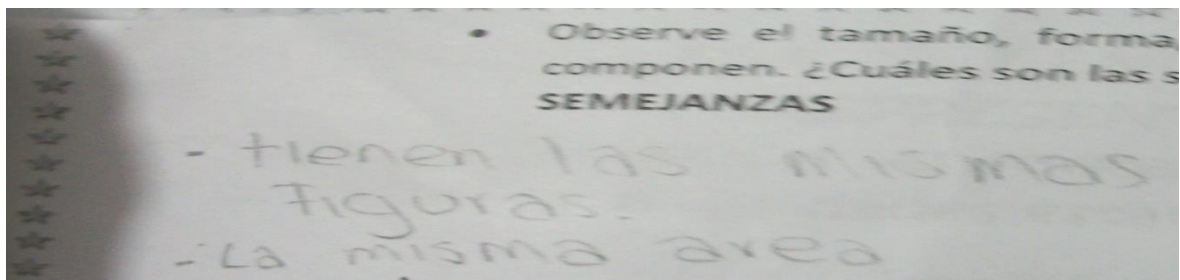 • Observe el tamaño, forma,
componen. ¿Cuáles son las s
SEMEJANZAS
- tienen las mismas
figuras.
- La misma area